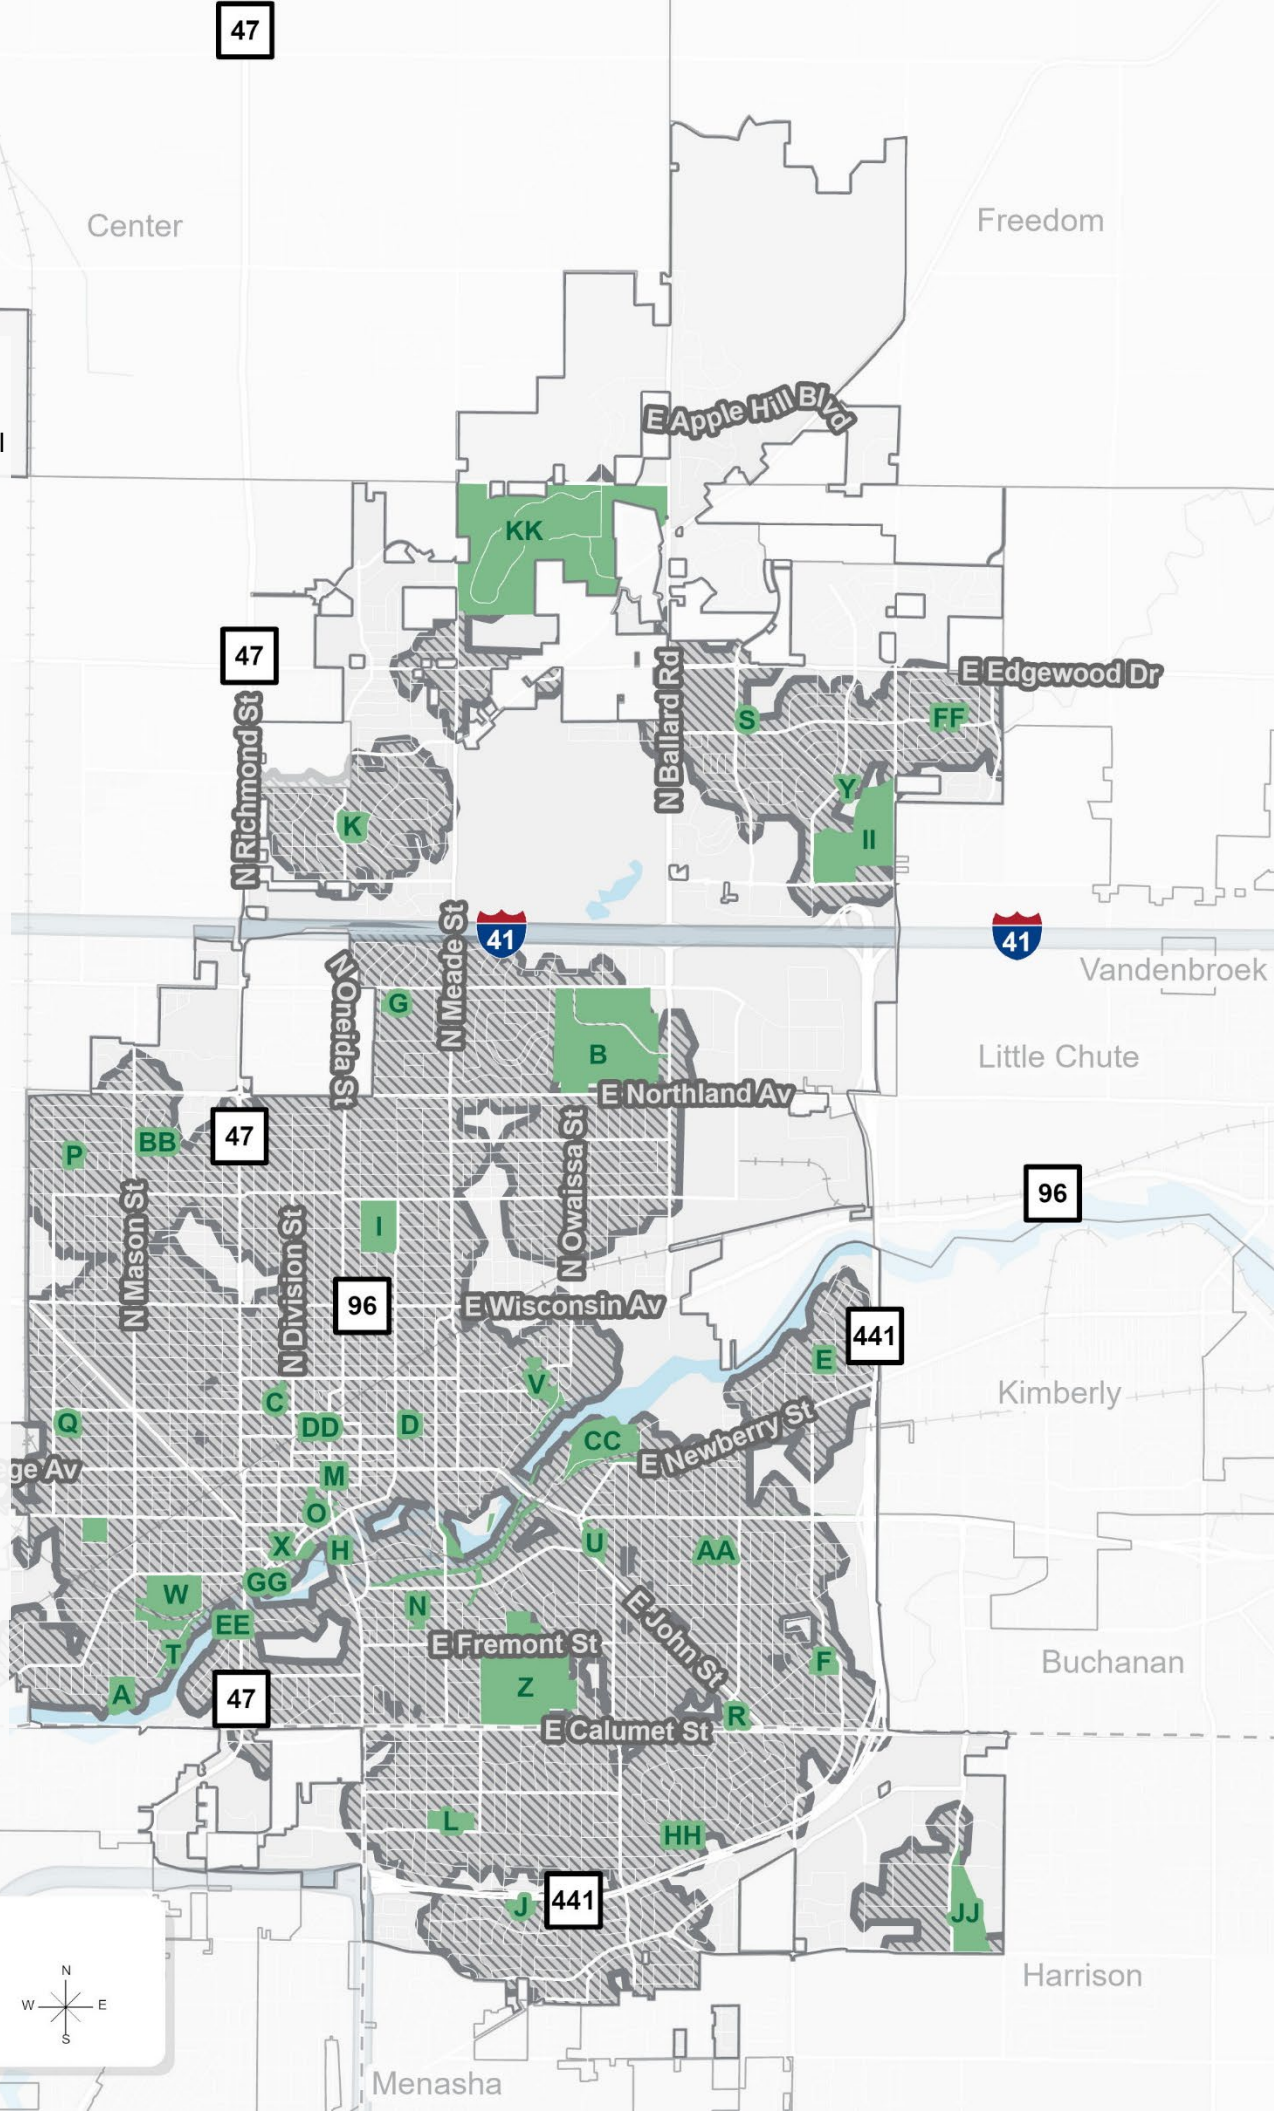 47
Center
Freedom
E Apple Hill Blvd
l
KK
47
E Edgewood Dr
N Richmond St
N Ballard Rd
S
FF
Y
K
II
41
41
N Meade St
N Oneida St
Vandenbroek
G
B
Little Chute
E Northland Av
47
P
BB
N Owaissa St
96
N Mason St
N Division St
I
96
E Wisconsin Av
441
E
V
Kimberly
C
Q
DD
D
CC
E Newberry St
ge Av
M
O
X
H
U
AA
GG
W
N
EE
E John St
E Fremont St
T
F
Buchanan
Z
A
47
R
E Calumet St
L
HH
J
441
JJ
N
W
E
S
Harrison
Menasha